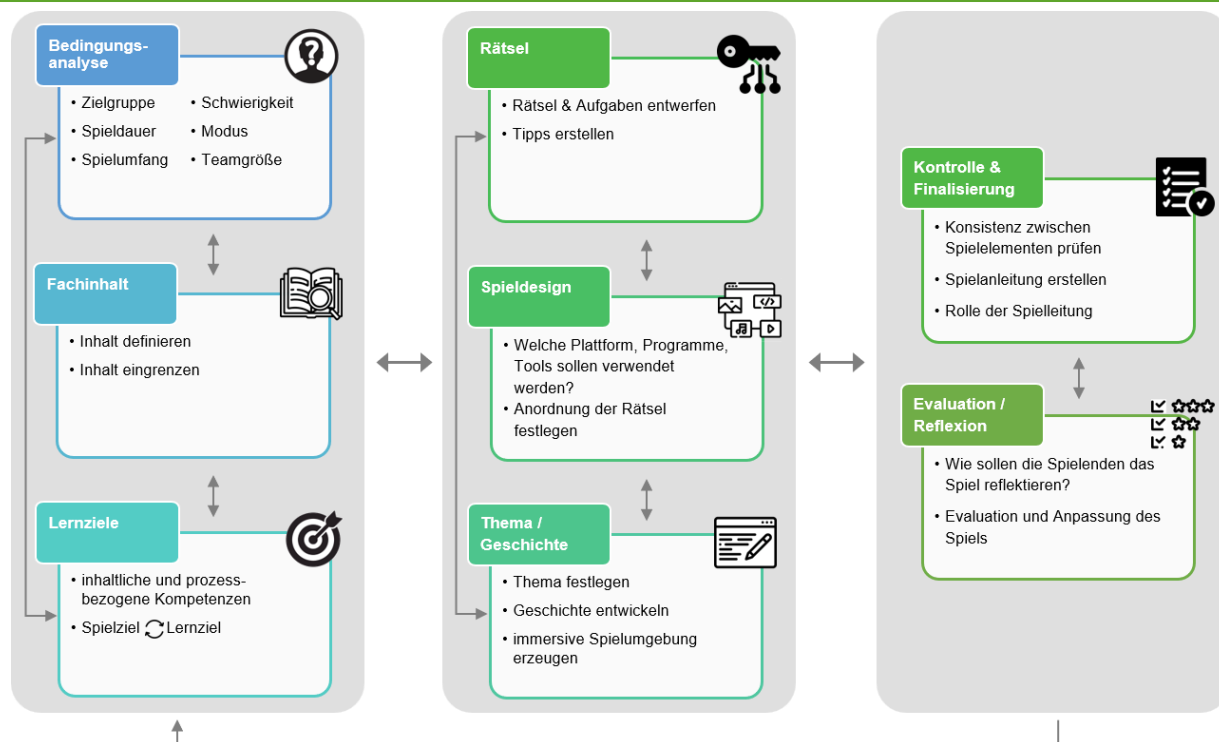 Bedingungs-
analyse
• Zielgruppe
• Spieldauer
• Spielumfang
• Schwierigkeit
• Modus
• Teamgröße
Fachinhalt
• Inhalt definieren
• Inhalt eingrenzen
Lernziele
• inhaltliche und prozess-
bezogene Kompetenzen
• Spielziel Lernziel
Rätsel
• Rätsel & Aufgaben entwerfen
• Tipps erstellen
Spieldesign
• Welche Plattform, Programme,
Tools sollen verwendet
werden?
• Anordnung der Rätsel
festlegen
Thema /
Geschichte
• Thema festlegen
• Geschichte entwickeln
• immersive Spielumgebung
erzeugen
Kontrolle &
Finalisierung
• Konsistenz zwischen
Spielelementen prüfen
• Spielanleitung erstellen
• Rolle der Spielleitung
Evaluation /
Reflexion
• Wie sollen die Spielenden das
Spiel reflektieren?
• Evaluation und Anpassung des
Spiels